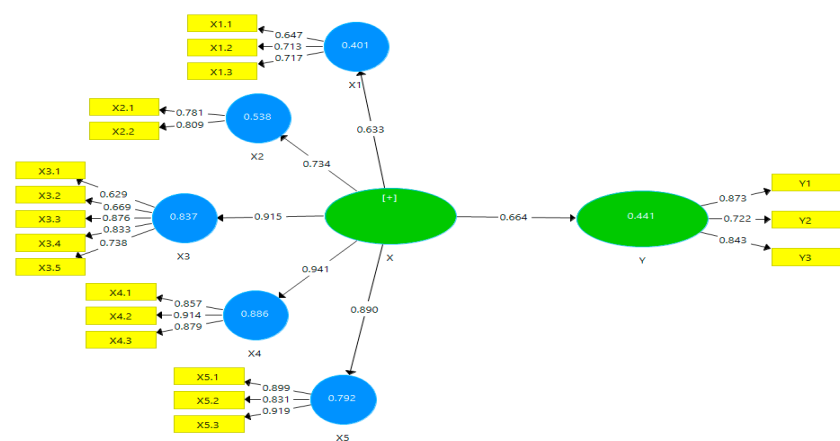 X1.1
X1.2
X1.3
0.647
0.713
0.717
0.401
X1
0.633
X2.1
X2.2
0.781
0.809
0.538
X2
0.734
X3.1
X3.2
X3.3
X3.4
X3.5
0.629
0.669
0.876
0.833
0.738
0.837
X3
0.915
[+]
X
0.664
0.441
Y
0.873
0.722
0.843
Y1
Y2
Y3
X4.1
X4.2
X4.3
0.857
0.914
0.879
0.886
X4
0.941
X5.1
X5.2
X5.3
0.899
0.831
0.919
0.792
X5
0.890